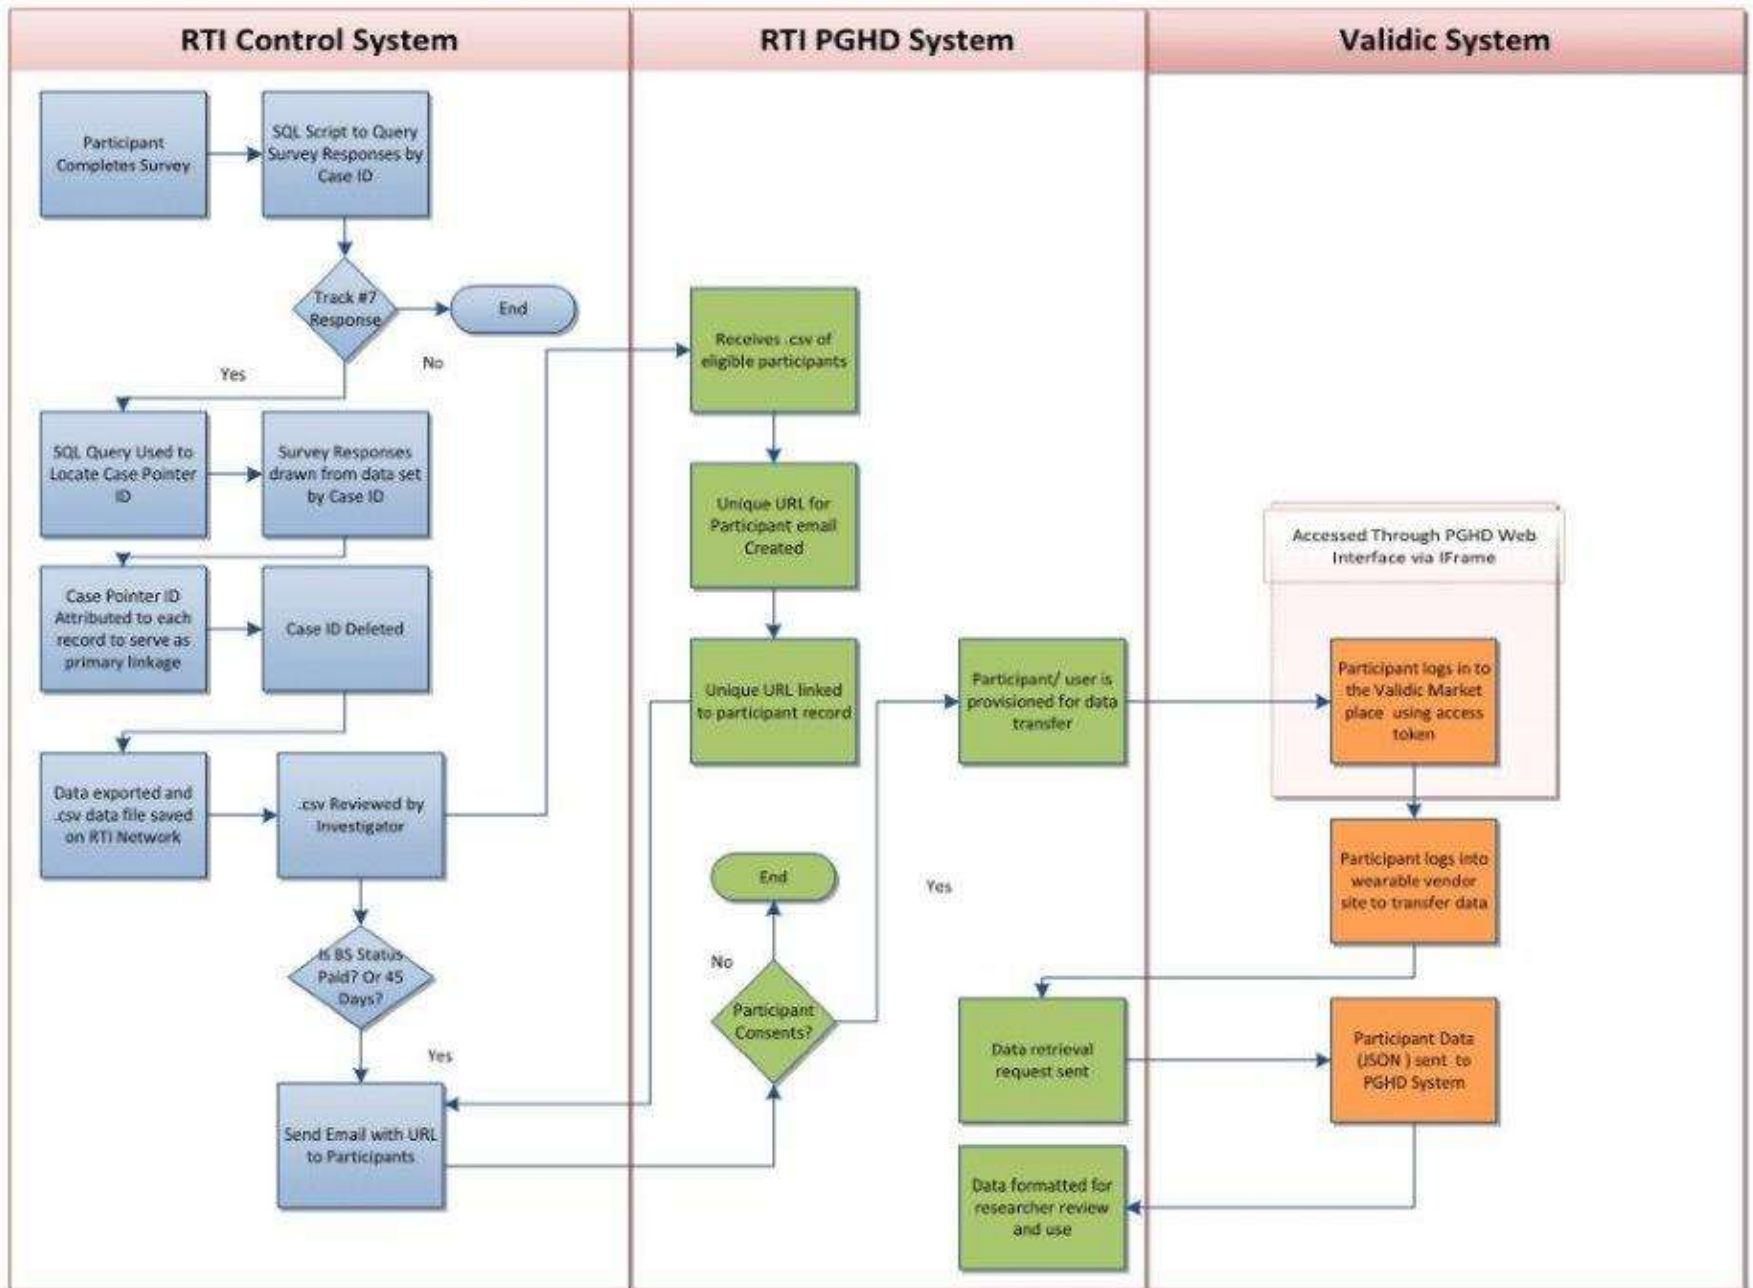 RTI Control System
RTI PGHD System
Validic System
Participant
Completes Survey
SQL Script to Query
Survey Responses by
Case ID
Track #7
Response
End
Yes
No
SQL Query Used to
Locate Case Pointer
ID
Survey Responses
drawn from data set
by Case ID
Case Pointer ID
Attributed to each
record to serve as
primary linkage
Case ID Deleted
Data exported and
.csv data file saved
on RTI Network
.csv Reviewed by
Investigator
Is BS Status
Paid? Or 45
Days?
Yes
Send Email with URL
to Participants
Receives .csv of
eligible participants
Unique URL for
Participant email
Created
Unique URL linked
to participant record
End
No
Participant
Consents?
Yes
Participant/ user is
provisioned for data
transfer
Data retrieval
request sent
Data formatted for
researcher review
and use
Accessed Through PGHD Web
Interface via IFrame
Participant logs in to
the Validic Market
place using access
token
Participant logs into
wearable vendor
site to transfer data
Participant Data
(JSON ) sent to
PGHD System